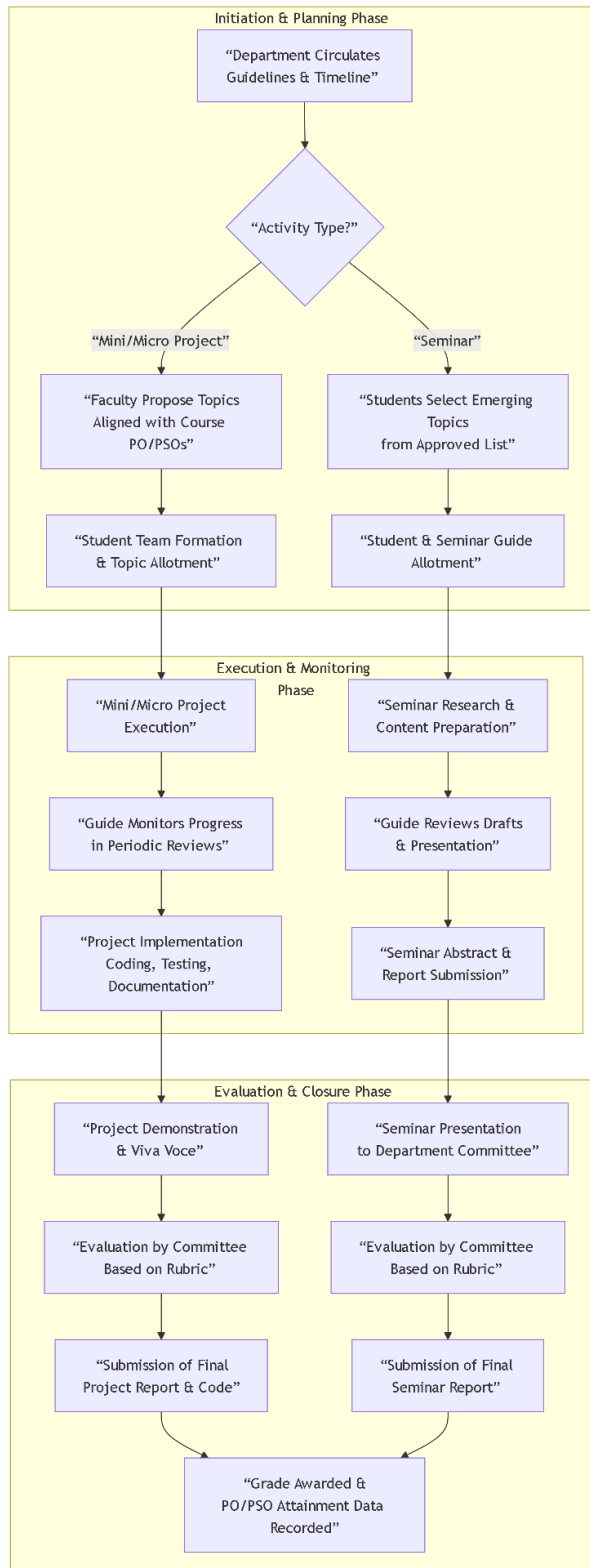 Initiation & Planning Phase
“Department Circulates
Guidelines & Timeline”
“Activity Type?”
“Mini/Micro Project”
“Seminar”
“Faculty Propose Topics
Aligned with Course
PO/PSOs”
“Students Select Emerging
Topics
from Approved List”
“Student Team Formation
& Topic Allotment”
“Student & Seminar Guide
Allotment”
Execution & Monitoring
Phase
“Mini/Micro Project
Execution”
“Seminar Research &
Content Preparation”
“Guide Monitors Progress
in Periodic Reviews”
“Guide Reviews Drafts
& Presentation”
“Project Implementation
Coding, Testing,
Documentation”
“Seminar Abstract &
Report Submission”
Evaluation & Closure Phase
“Project Demonstration
& Viva Voce”
“Seminar Presentation
to Department Committee”
“Evaluation by Committee
Based on Rubric”
“Evaluation by Committee
Based on Rubric”
“Submission of Final
Project Report & Code”
“Submission of Final
Seminar Report”
“Grade Awarded &
PO/PSO Attainment Data
Recorded”